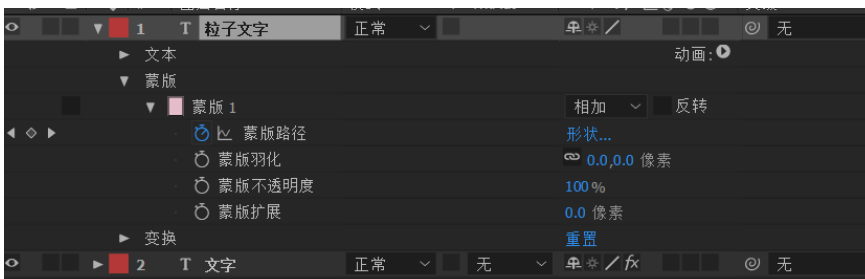 1 T 粒子文字 正常 无
文本 动画:
蒙版
蒙版 1 相加 反转
蒙版路径 形状...
蒙版羽化 0.0,0.0 像素
蒙版不透明度 100%
蒙版扩展 0.0 像素
变换 重置
2 T 文字 正常 无 fx 无